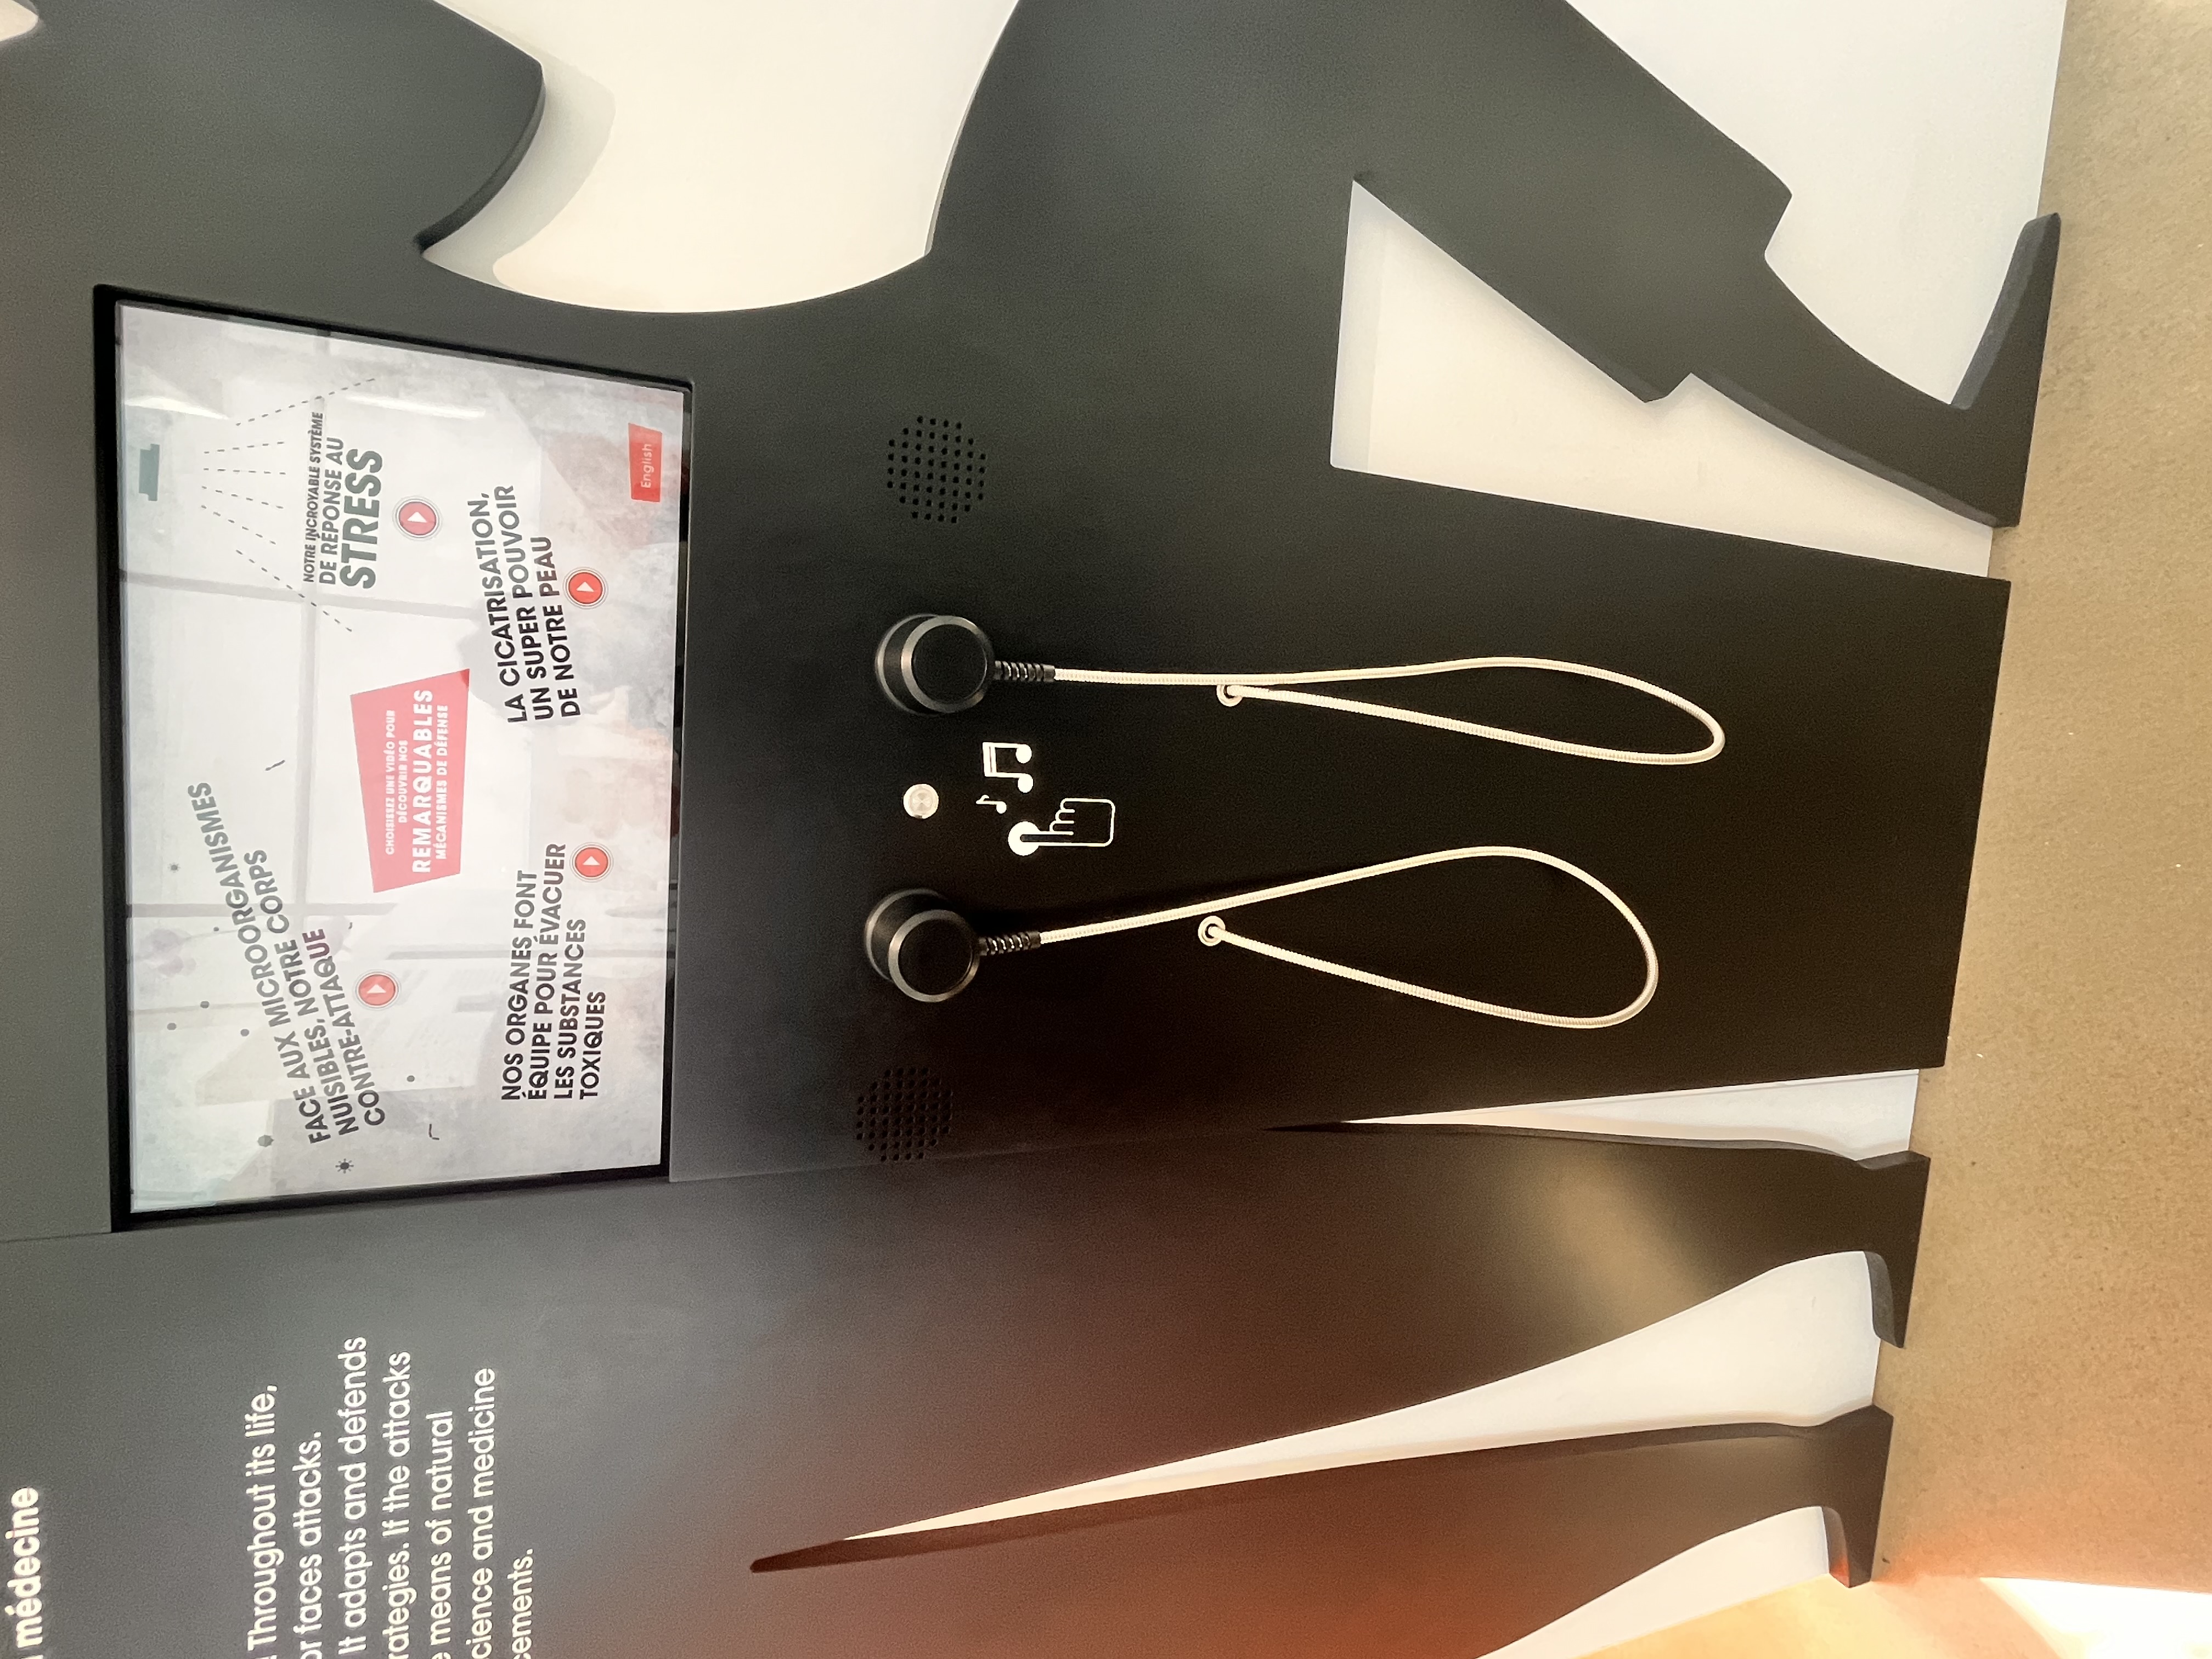 médecine
Throughout its life,
or faces attacks.
It adapts and defends
rategies. If the attacks
e means of natural
cience and medicine
cements.
FACE AUX MICROORGANISMES
NUISIBLES, NOTRE CORPS
CONTRE-ATTAQUE
NOTRE INCROYABLE SYSTÈME
DE RÉPONSE AU
STRESS
CHOISISSEZ UNE VIDÉO POUR
DÉCOUVRIR NOS
REMARQUABLES
MÉCANISMES DE DÉFENSE
NOS ORGANES FONT
ÉQUIPE POUR ÉVACUER
LES SUBSTANCES
TOXIQUES
LA CICATRISATION,
UN SUPER POUVOIR
DE NOTRE PEAU
English